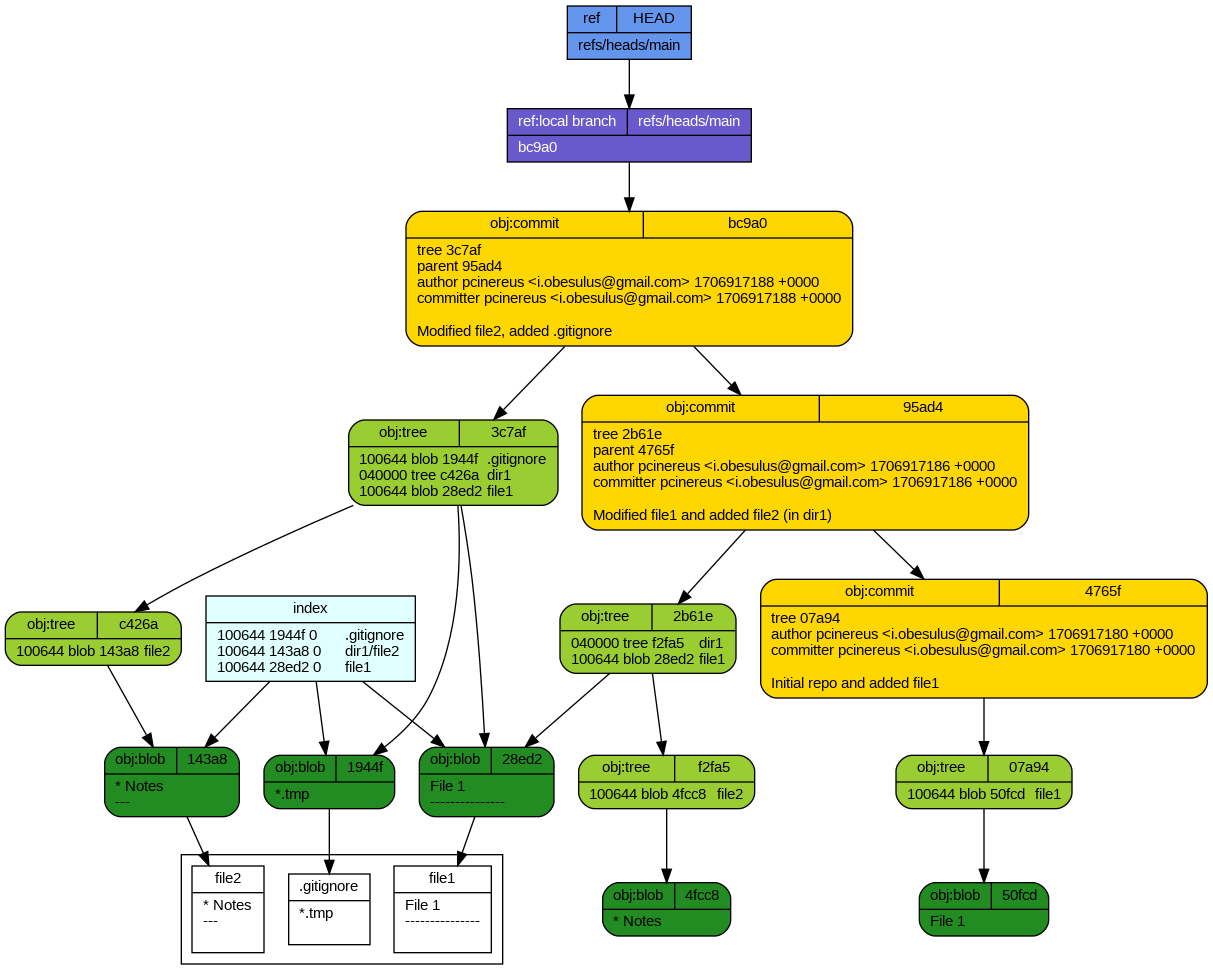 ref HEAD
refs/heads/main
ref:local branch refs/heads/main
bc9a0
obj:commit bc9a0
tree 3c7af
parent 95ad4
author pcinereus <i.obesulus@gmail.com> 1706917188 +0000
committer pcinereus <i.obesulus@gmail.com> 1706917188 +0000
Modified file2, added .gitignore
obj:commit 95ad4
tree 2b61e
parent 4765f
author pcinereus <i.obesulus@gmail.com> 1706917186 +0000
committer pcinereus <i.obesulus@gmail.com> 1706917186 +0000
Modified file1 and added file2 (in dir1)
obj:tree 3c7af
100644 blob 1944f .gitignore
040000 tree c426a dir1
100644 blob 28ed2 file1
obj:commit 4765f
tree 07a94
author pcinereus <i.obesulus@gmail.com> 1706917180 +0000
committer pcinereus <i.obesulus@gmail.com> 1706917180 +0000
Initial repo and added file1
obj:tree c426a
100644 blob 143a8 file2
index
100644 1944f 0 .gitignore
100644 143a8 0 dir1/file2
100644 28ed2 0 file1
obj:tree 2b61e
040000 tree f2fa5 dir1
100644 blob 28ed2 file1
obj:blob 143a8
* Notes
---
obj:blob 1944f
*.tmp
obj:blob 28ed2
File 1
---------------
obj:tree f2fa5
100644 blob 4fcc8 file2
obj:tree 07a94
100644 blob 50fcd file1
file2
* Notes
---
.gitignore
*.tmp
file1
File 1
---------------
obj:blob 4fcc8
* Notes
obj:blob 50fcd
File 1